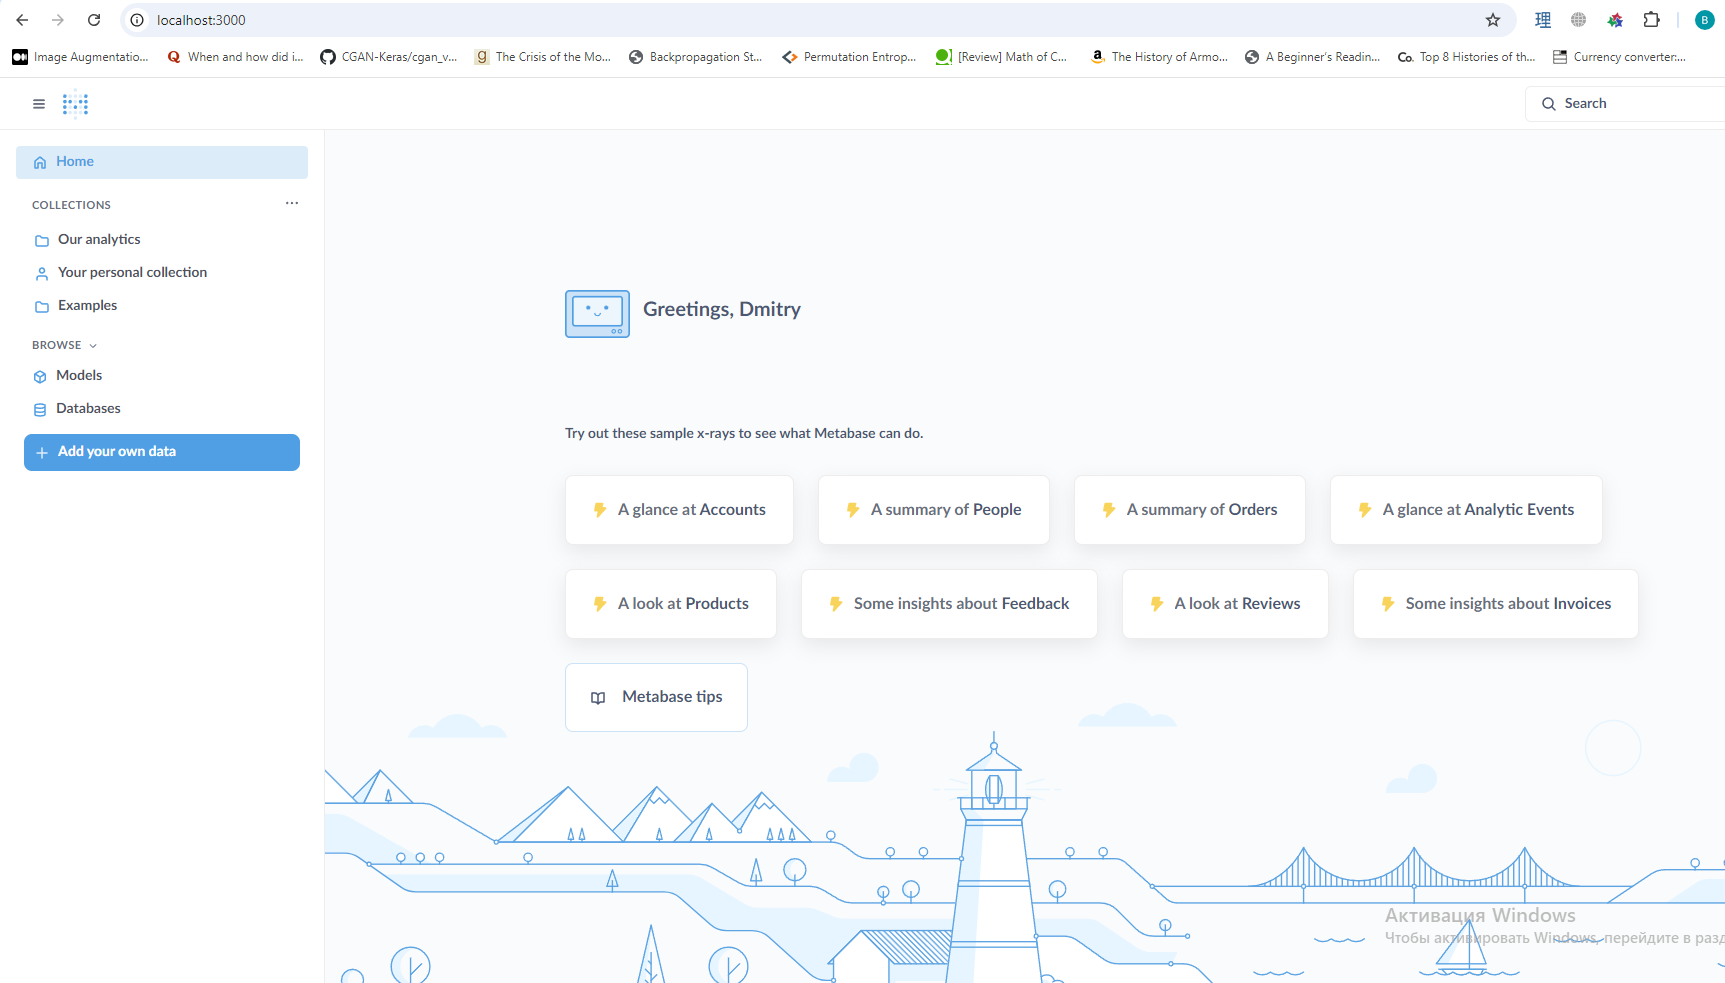 localhost:3000
B
Image Augmentatio...
When and how did i...
CGAN-Keras/cgan_v...
The Crisis of the Mo...
Backpropagation St...
Permutation Entrop...
[Review] Math of C...
The History of Armo...
A Beginner's Readin...
Top 8 Histories of th...
Currency converter:...
Search
Home
COLLECTIONS
Our analytics
Your personal collection
Examples
BROWSE
Models
Databases
Add your own data
Greetings, Dmitry
Try out these sample x-rays to see what Metabase can do.
A glance at Accounts
A summary of People
A summary of Orders
A glance at Analytic Events
A look at Products
Some insights about Feedback
A look at Reviews
Some insights about Invoices
Metabase tips
Активация Windows
Чтобы активировать Windows, перейдите в разд